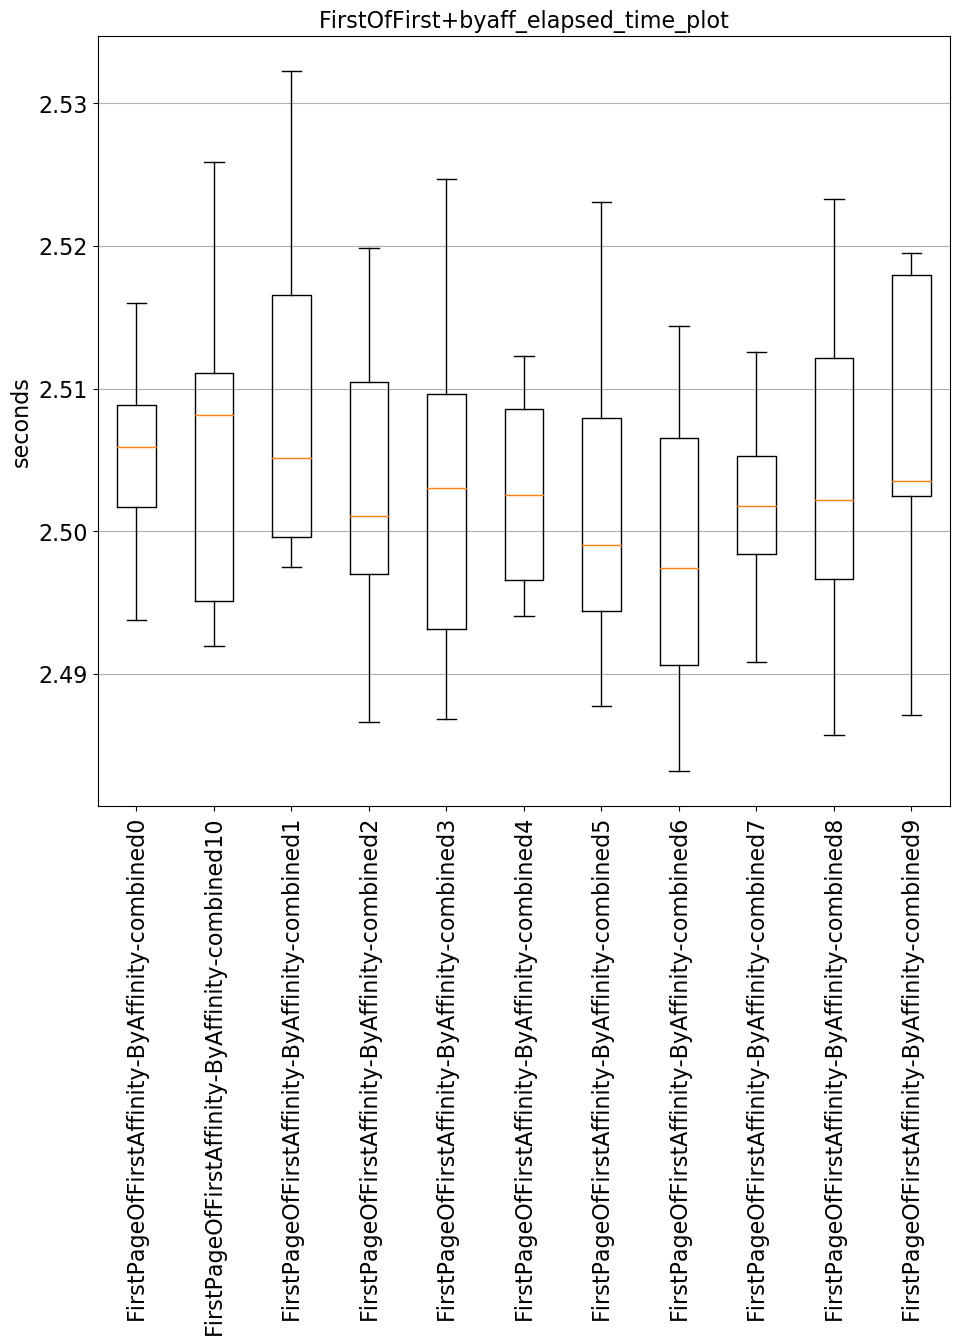 FirstOfFirst+byaff_elapsed_time_plot
2.53
2.52
2.51
2.50
2.49
seconds
FirstPageOfFirstAffinity-ByAffinity-combined0
FirstPageOfFirstAffinity-ByAffinity-combined10
FirstPageOfFirstAffinity-ByAffinity-combined1
FirstPageOfFirstAffinity-ByAffinity-combined2
FirstPageOfFirstAffinity-ByAffinity-combined3
FirstPageOfFirstAffinity-ByAffinity-combined4
FirstPageOfFirstAffinity-ByAffinity-combined5
FirstPageOfFirstAffinity-ByAffinity-combined6
FirstPageOfFirstAffinity-ByAffinity-combined7
FirstPageOfFirstAffinity-ByAffinity-combined8
FirstPageOfFirstAffinity-ByAffinity-combined9